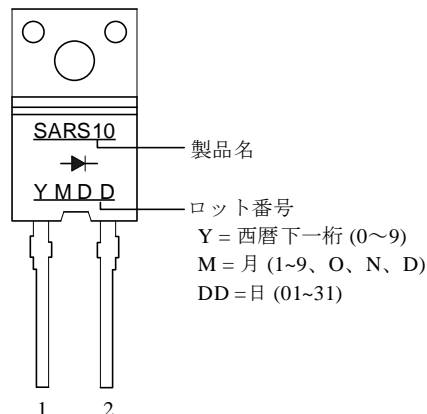 SARS10
製品名
Y M D D
ロット番号
Y = 西暦下一桁 (0～9)
M = 月 (1~9、O、N、D)
DD =日 (01~31)
1 2